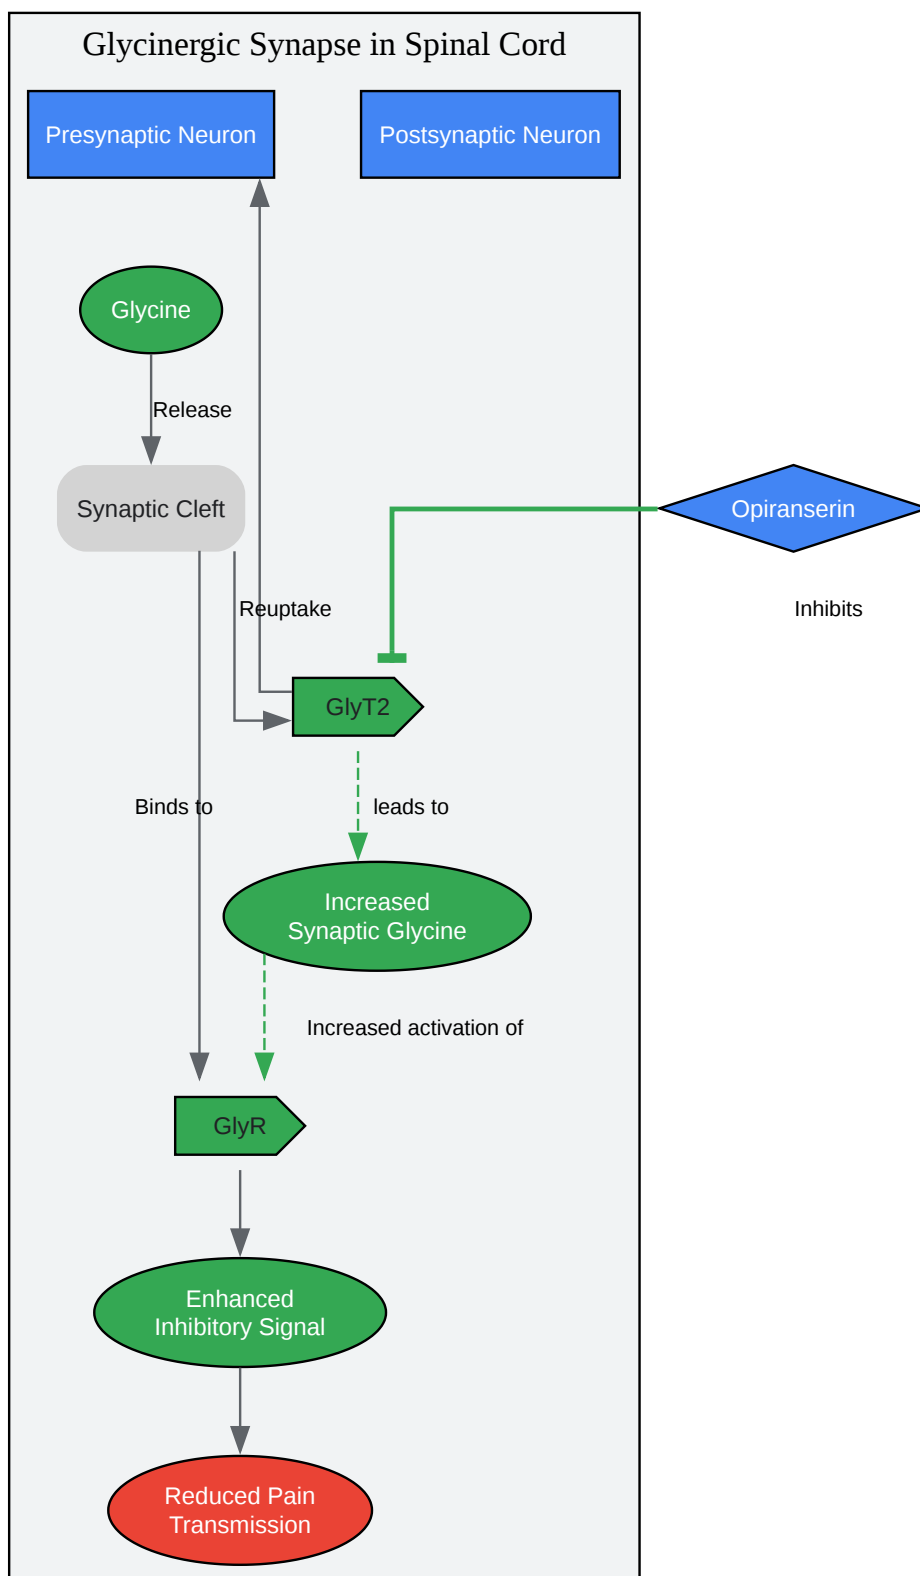 Glycinergic Synapse in Spinal Cord
Presynaptic Neuron
Postsynaptic Neuron
Glycine
Release
Synaptic Cleft
Opiranserin
Reuptake
Inhibits
GlyT2
Binds to
leads to
Increased
Synaptic Glycine
Increased activation of
GlyR
Enhanced
Inhibitory Signal
Reduced Pain
Transmission